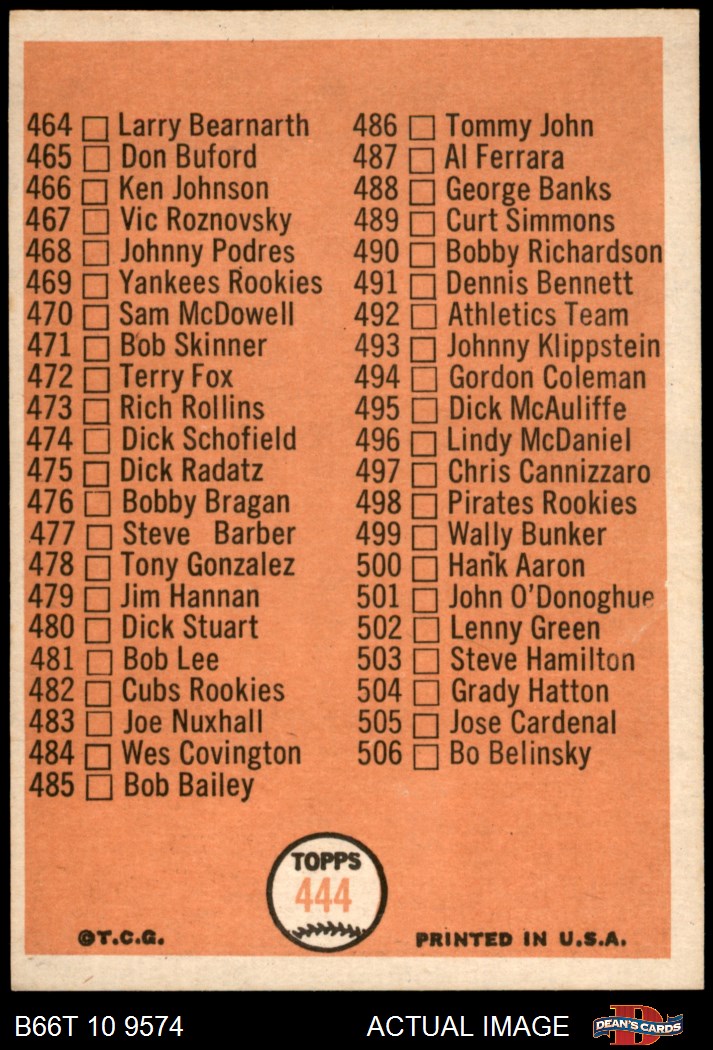 464 Larry Bearnarth
465 Don Buford
466 Ken Johnson
467 Vic Roznovsky
468 Johnny Podres
469 Yankees Rookies
470 Sam McDowell
471 Bob Skinner
472 Terry Fox
473 Rich Rollins
474 Dick Schofield
475 Dick Radatz
476 Bobby Bragan
477 Steve Barber
478 Tony Gonzalez
479 Jim Hannan
480 Dick Stuart
481 Bob Lee
482 Cubs Rookies
483 Joe Nuxhall
484 Wes Covington
485 Bob Bailey
486 Tommy John
487 Al Ferrara
488 George Banks
489 Curt Simmons
490 Bobby Richardson
491 Dennis Bennett
492 Athletics Team
493 Johnny Klippstein
494 Gordon Coleman
495 Dick McAuliffe
496 Lindy McDaniel
497 Chris Cannizzaro
498 Pirates Rookies
499 Wally Bunker
500 Hank Aaron
501 John O'Donoghue
502 Lenny Green
503 Steve Hamilton
504 Grady Hatton
505 Jose Cardenal
506 Bo Belinsky
TOPPS
444
©T.C.G.
PRINTED IN U.S.A.
B66T 10 9574
ACTUAL IMAGE
D
DEAN'S CARDS